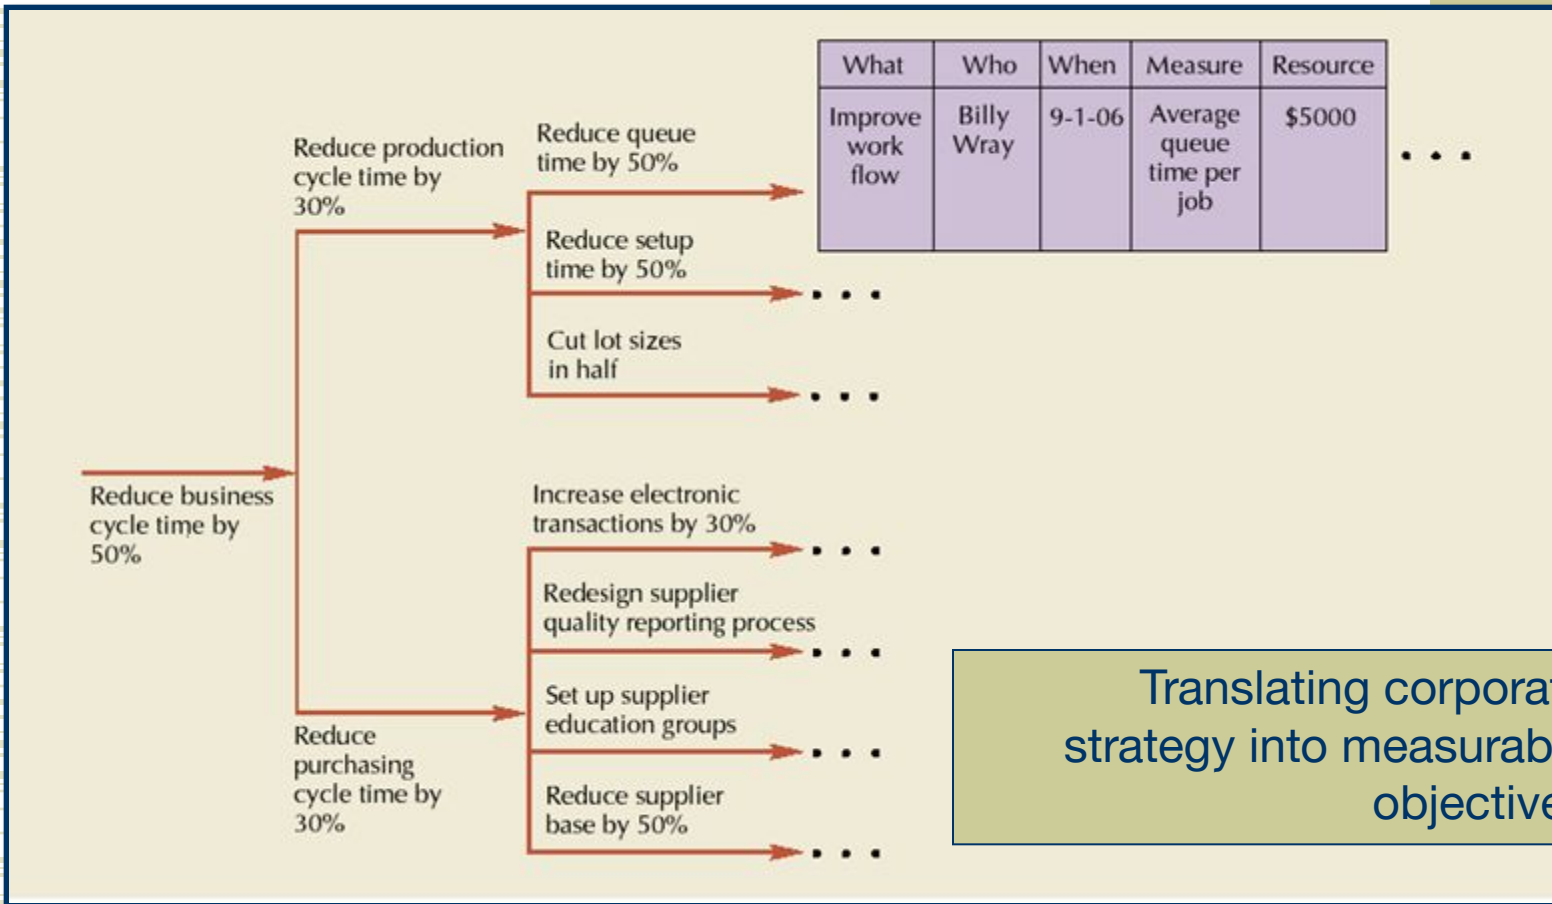 What Who When Measure Resource
Improve Billy 9-1-06 Average $5000
work Wray queue
flow time per
job
Reduce production
cycle time by
30%
Reduce queue
time by 50%
Reduce setup
time by 50%
Cut lot sizes
in half
Reduce business
cycle time by
50%
Increase electronic
transactions by 30%
Redesign supplier
quality reporting process
Set up supplier
education groups
Reduce supplier
base by 50%
Reduce
purchasing
cycle time by
30%
Translating corporat
strategy into measurab
objective